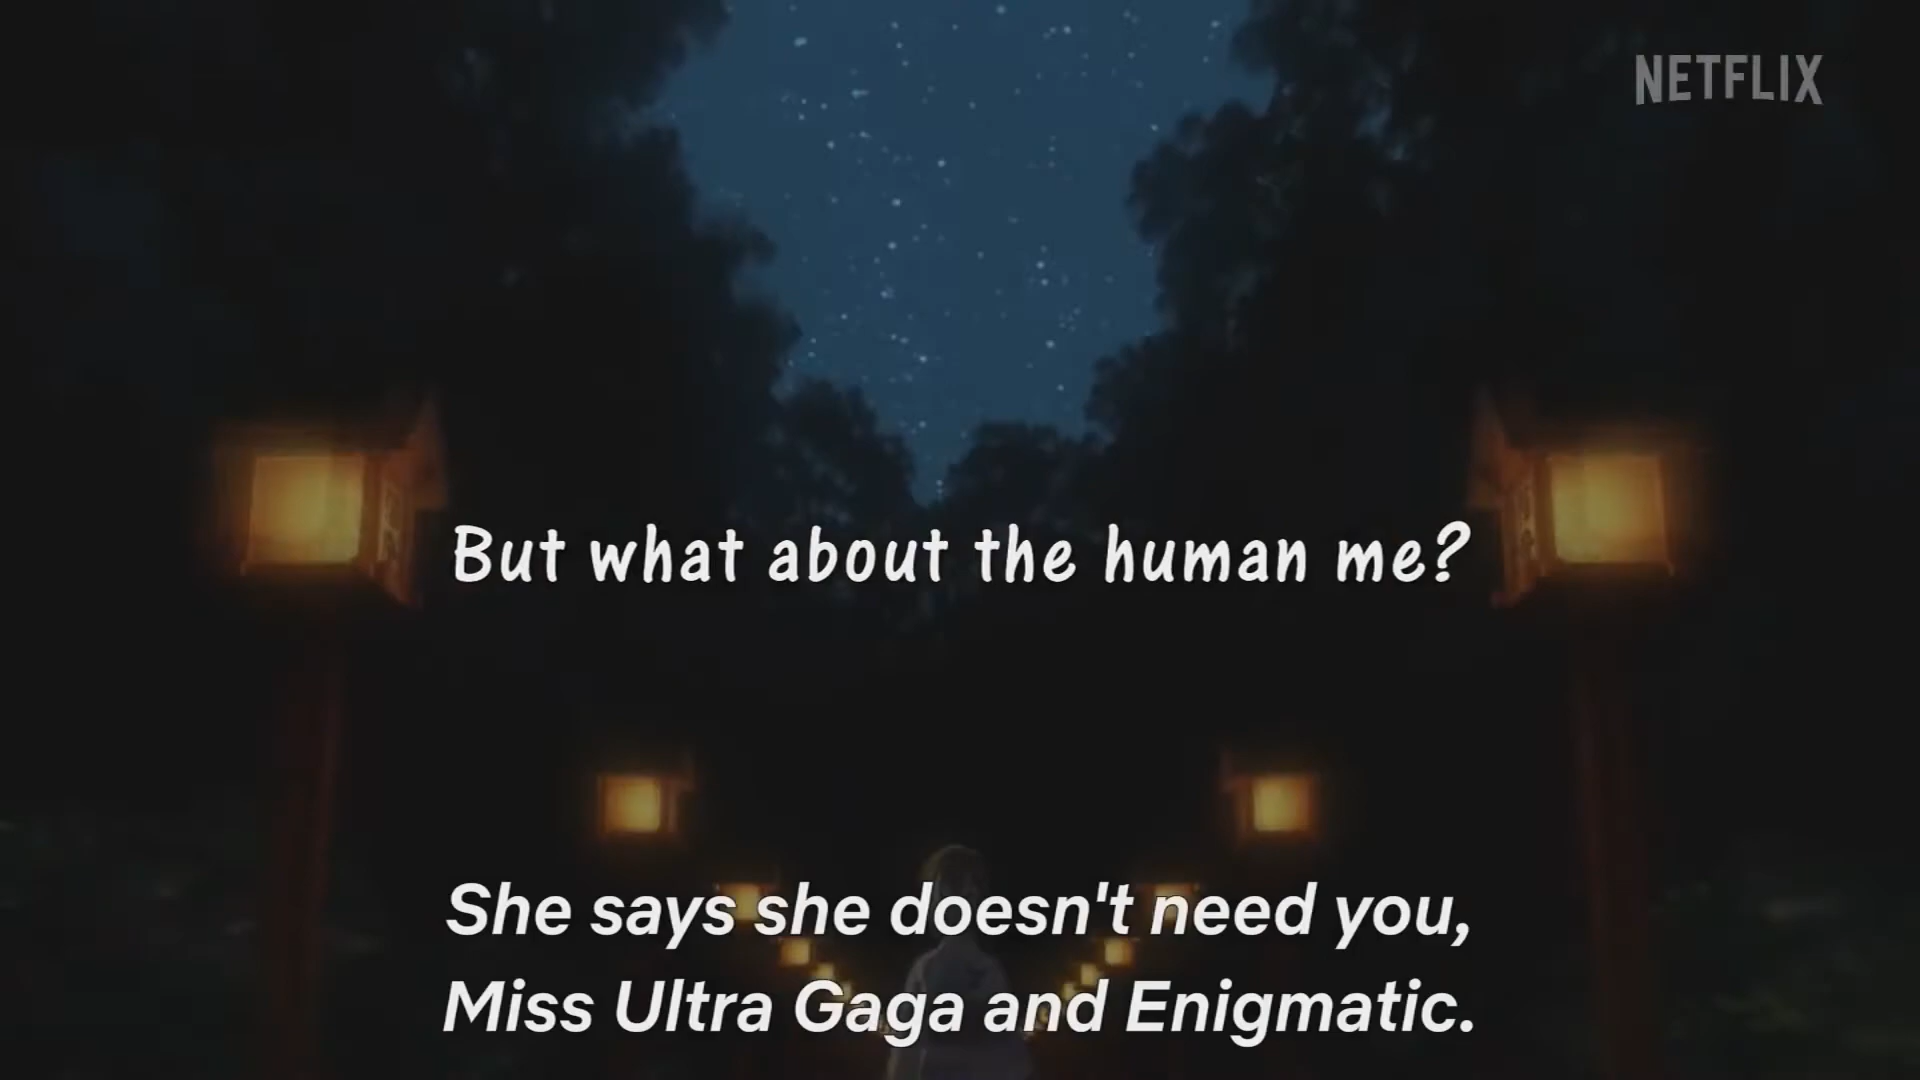 NETFLIX
But what about the human me?
She says she doesn't need you,
Miss Ultra Gaga and Enigmatic.